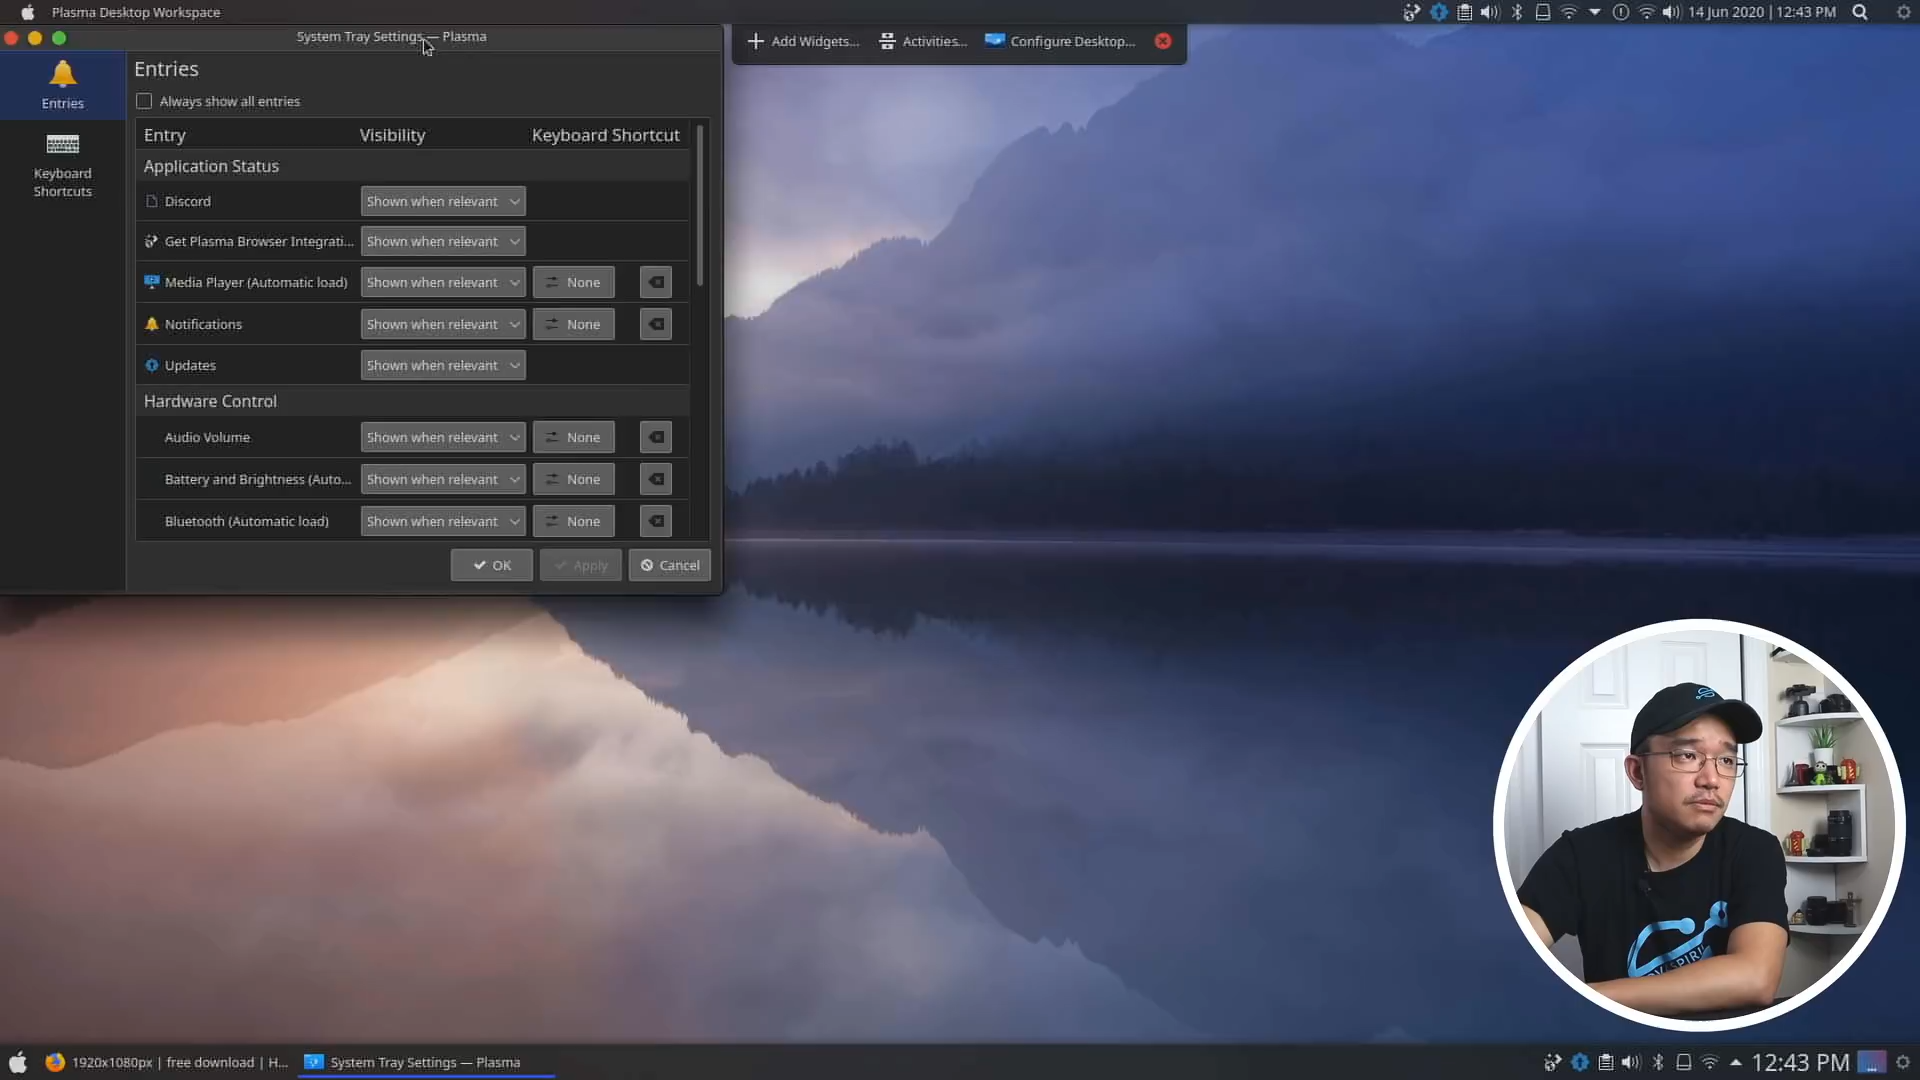 Plasma Desktop Workspace
14 Jun 2020 | 12:43 PM
System Tray Settings — Plasma
Add Widgets...
Activities...
Configure Desktop...
Entries
Keyboard
Shortcuts
Entries
Always show all entries
Entry Visibility Keyboard Shortcut
Application Status
Discord Shown when relevant
Get Plasma Browser Integrati... Shown when relevant
Media Player (Automatic load) Shown when relevant None
Notifications Shown when relevant None
Updates Shown when relevant
Hardware Control
Audio Volume Shown when relevant None
Battery and Brightness (Auto... Shown when relevant None
Bluetooth (Automatic load) Shown when relevant None
OK Apply Cancel
1920x1080px | free download | H...
System Tray Settings — Plasma
12:43 PM